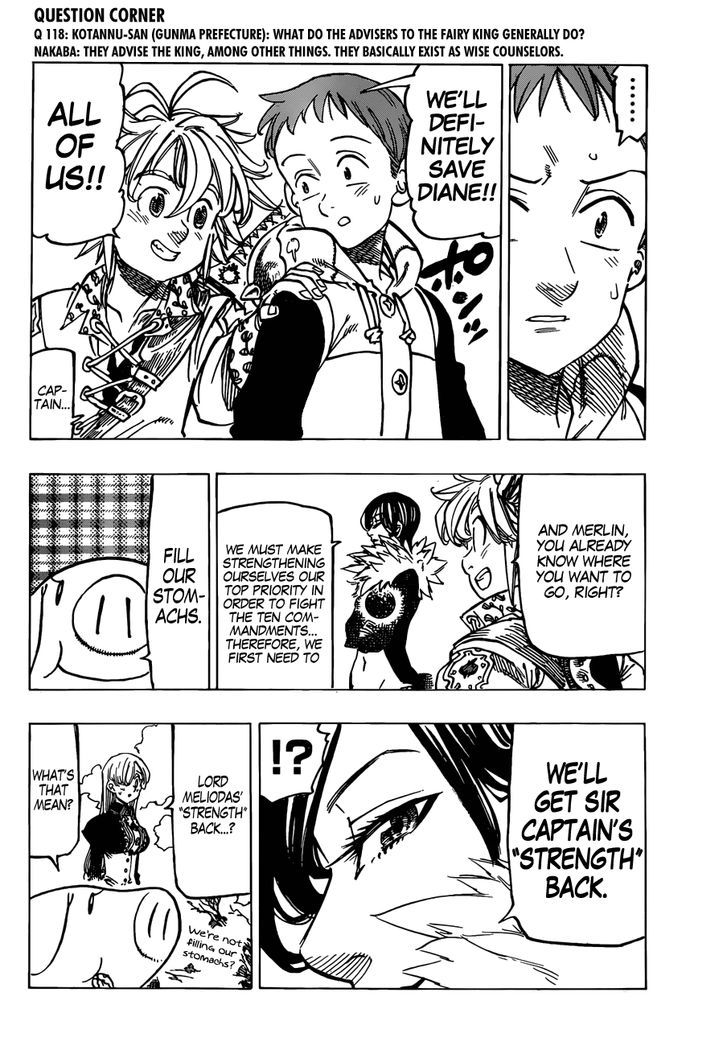 QUESTION CORNER
Q 118: KOTANNU-SAN (GUNMA PREFECTURE): WHAT DO THE ADVISERS TO THE FAIRY KING GENERALLY DO?
NAKABA: THEY ADVISE THE KING, AMONG OTHER THINGS. THEY BASICALLY EXIST AS WISE COUNSELORS.
........
WE'LL
DEFI-
NITELY
SAVE
DIANE!!
ALL
OF
US!!
CAP-
TAIN...
AND MERLIN,
YOU ALREADY
KNOW WHERE
YOU WANT TO
GO, RIGHT?
WE MUST MAKE
STRENGTHENING
OURSELVES OUR
TOP PRIORITY IN
ORDER TO FIGHT
THE TEN COM-
MANDMENTS...
THEREFORE, WE
FIRST NEED TO
FILL
OUR
STOM-
ACHS.
WE'LL
GET SIR
CAPTAIN'S
"STRENGTH"
BACK.
!?
LORD
MELIODAS'
"STRENGTH"
BACK...?
WHAT'S
THAT
MEAN?
We're not
filling our
stomachs?